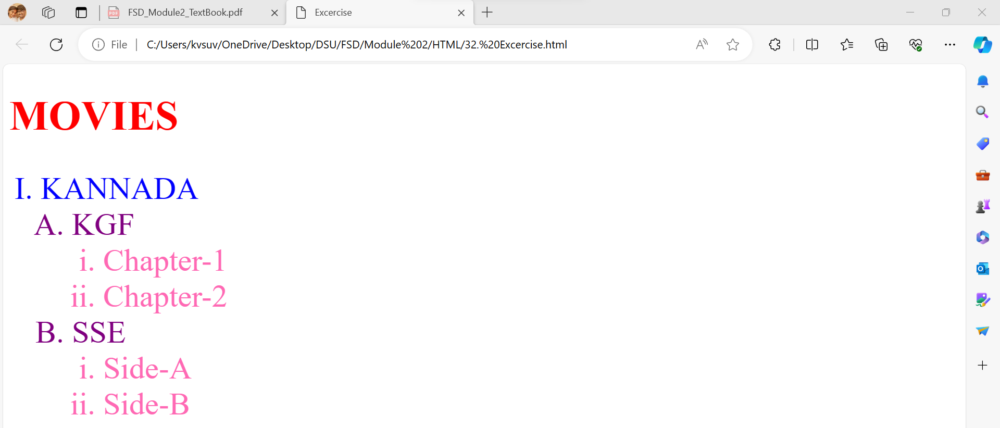 FSD_Module2_TextBook.pdf
Excercise
File
C:/Users/kvsuv/OneDrive/Desktop/DSU/FSD/Module%202/HTML/32.%20Excercise.html
MOVIES
I. KANNADA
A. KGF
i. Chapter-1
ii. Chapter-2
B. SSE
i. Side-A
ii. Side-B